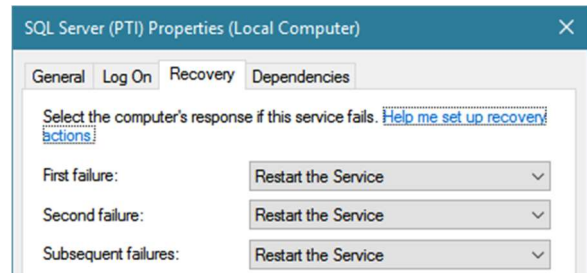 SQL Server (PTI) Properties (Local Computer)
General Log On Recovery Dependencies
Select the computer's response if this service fails. Help me set up recovery
actions.
First failure: Restart the Service
Second failure: Restart the Service
Subsequent failures: Restart the Service